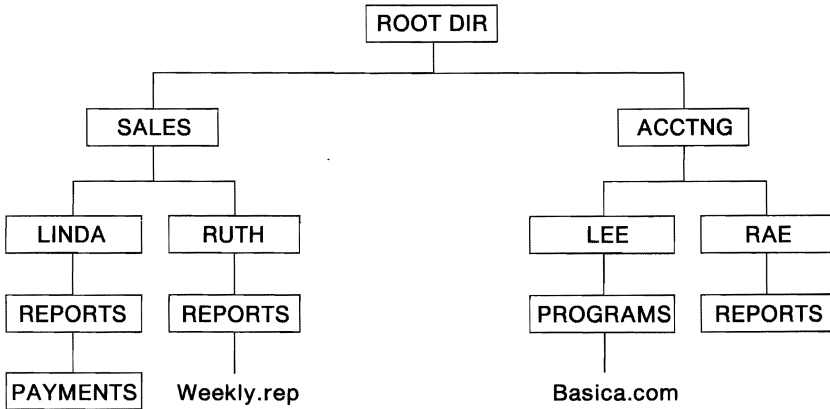 ROOT DIR
SALES
ACCTNG
LINDA
RUTH
LEE
RAE
REPORTS
REPORTS
PROGRAMS
REPORTS
PAYMENTS
Weekly.rep
Basica.com